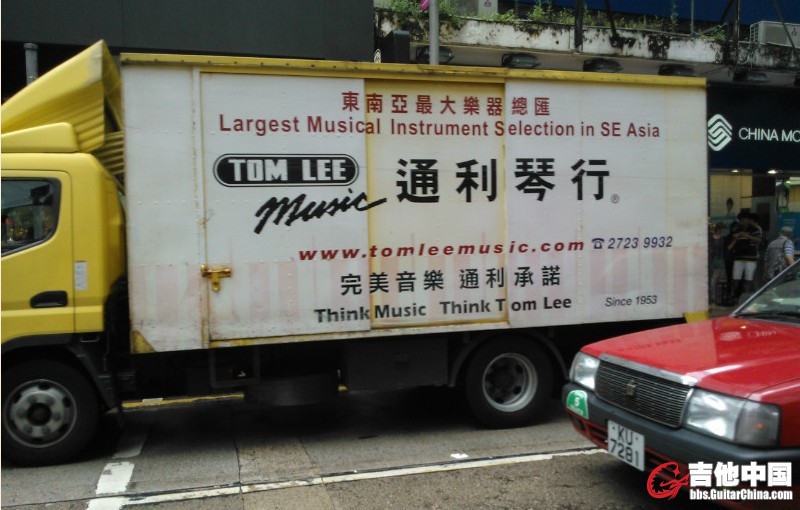 東南亞最大樂器總匯
Largest Musical Instrument Selection in SE Asia
TOM LEE
Music
通利琴行®
www.tomleemusic.com ☎2723 9932
完美音樂 通利承諾
Think Music Think Tom Lee
Since 1953
CHINA MO
5
KU
7281
吉他中国
bbs.GuitarChina.com